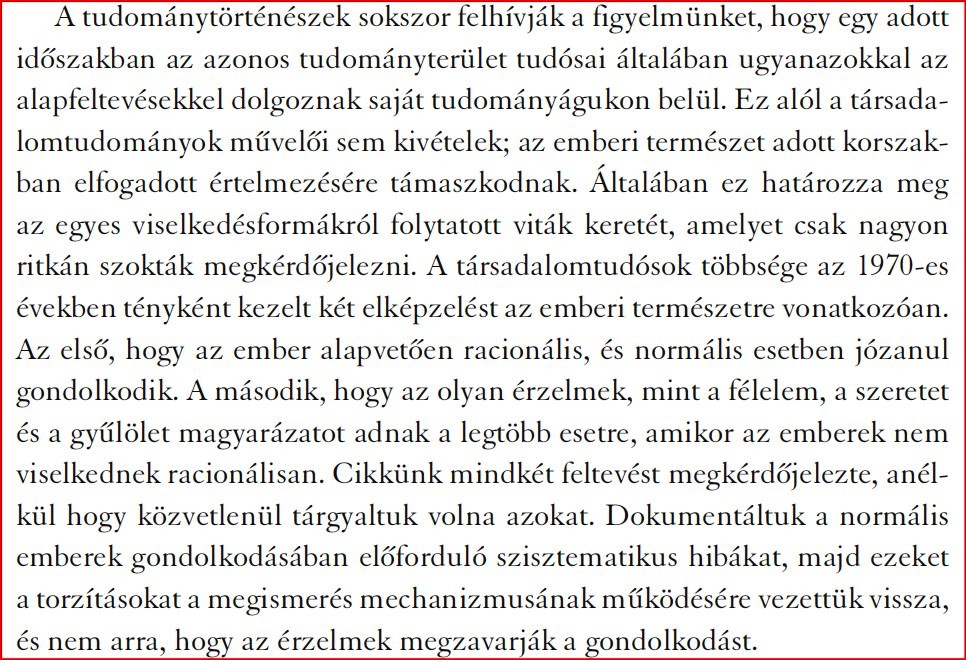 A tudománytörténészek sokszor felhívják a figyelmünket, hogy egy adott
időszakban az azonos tudományterület tudósai általában ugyanazokkal az
alapfeltevésekkel dolgoznak saját tudományágukon belül. Ez alól a társada-
lomtudományok művelői sem kivételek; az emberi természet adott korszak-
ban elfogadott értelmezésére támaszkodnak. Általában ez határozza meg
az egyes viselkedésformákról folytatott viták keretét, amelyet csak nagyon
ritkán szokták megkérdőjelezni. A társadalomtudósok többsége az 1970-es
években tényként kezelt két elképzelést az emberi természetre vonatkozóan.
Az első, hogy az ember alapvetően racionális, és normális esetben józanul
gondolkodik. A második, hogy az olyan érzelmek, mint a félelem, a szeretet
és a gyűlölet magyarázatot adnak a legtöbb esetre, amikor az emberek nem
viselkednek racionálisan. Cikkünk mindkét feltevést megkérdőjelezte, anél-
kül hogy közvetlenül tárgyaltuk volna azokat. Dokumentáltuk a normális
emberek gondolkodásában előforduló szisztematikus hibákat, majd ezeket
a torzításokat a megismerés mechanizmusának működésére vezettük vissza,
és nem arra, hogy az érzelmek megzavarják a gondolkodást.